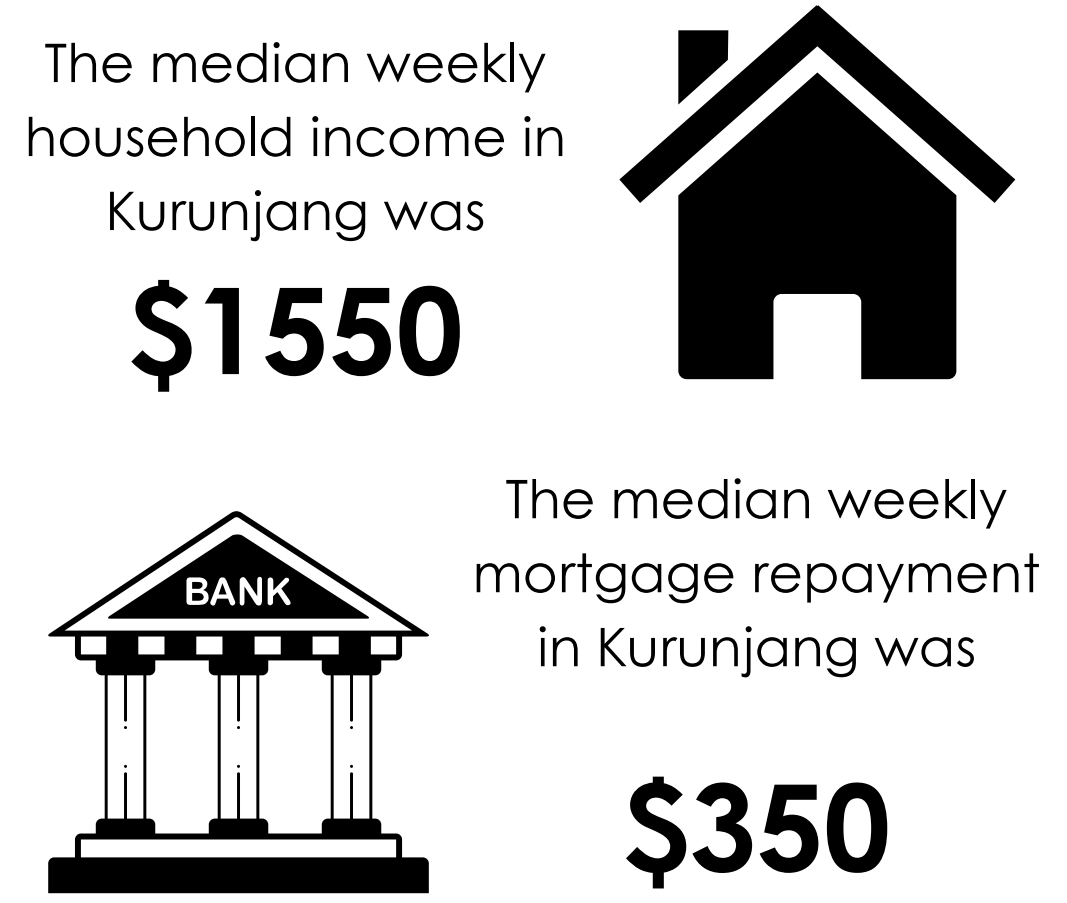 The median weekly
household income in
Kurunjang was
$1550
BANK
The median weekly
mortgage repayment
in Kurunjang was
$350